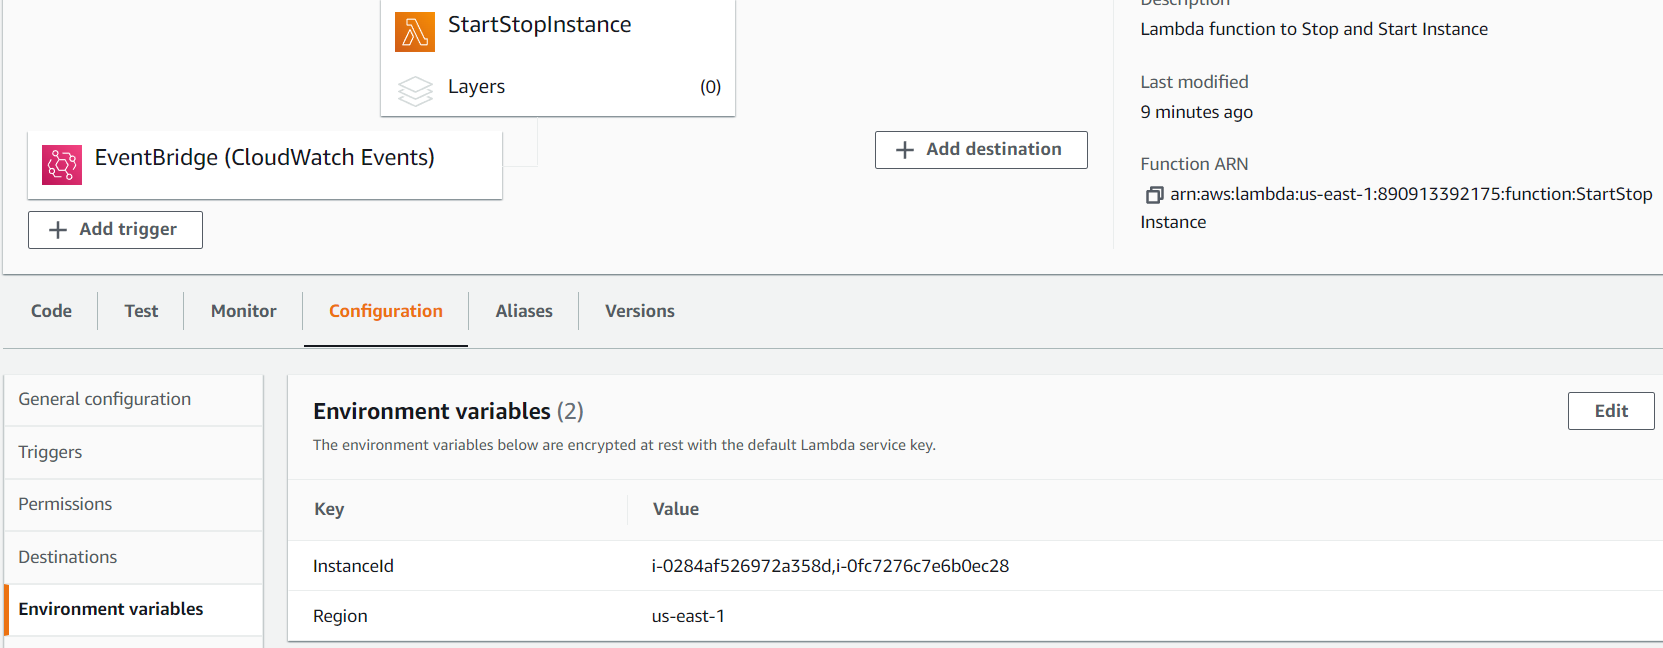 StartStopInstance
Layers
(0)
EventBridge (CloudWatch Events)
Add trigger
Add destination
Description
Lambda function to Stop and Start Instance
Last modified
9 minutes ago
Function ARN
arn:aws:lambda:us-east-1:890913392175:function:StartStop
Instance
Code Test Monitor Configuration Aliases Versions
General configuration
Triggers
Permissions
Destinations
Environment variables
Environment variables (2)
Edit
The environment variables below are encrypted at rest with the default Lambda service key.
Key Value
InstanceId i-0284af526972a358d,i-0fc7276c7e6b0ec28
Region us-east-1